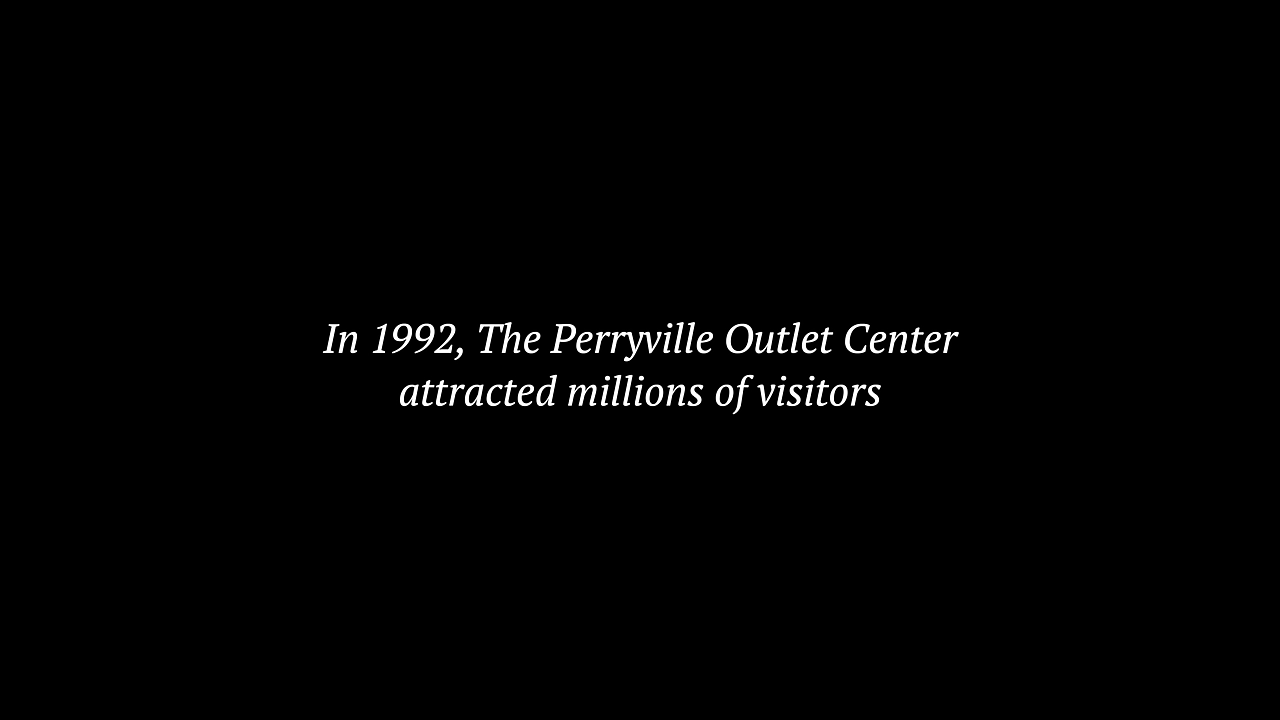 In 1992, The Perryville Outlet Center
attracted millions of visitors